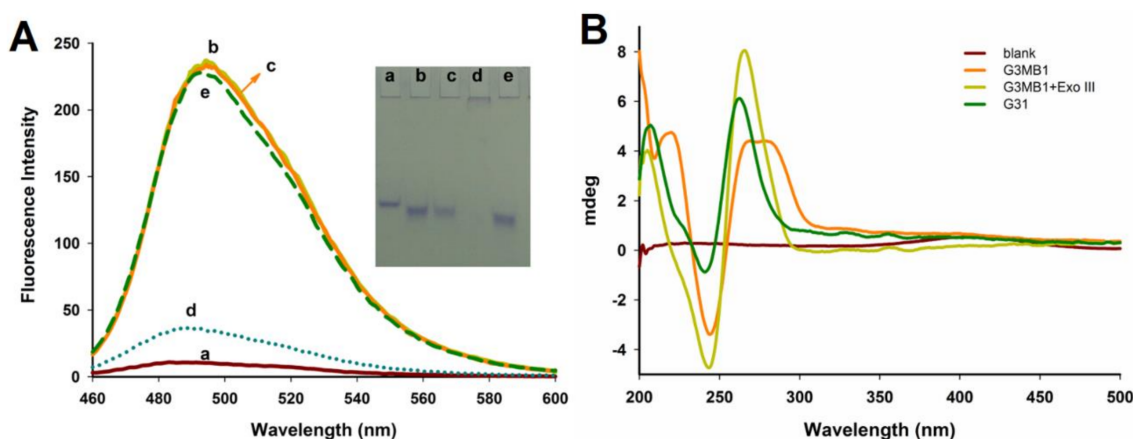 A
250
200
150
100
50
0
Fluorescence Intensity
b
c
e
d
a
a b c d e
460 480 500 520 540 560 580 600
Wavelength (nm)
B
8
6
4
2
0
-2
-4
mdeg
blank
G3MB1
G3MB1+Exo III
G31
200 250 300 350 400 450 500
Wavelength (nm)